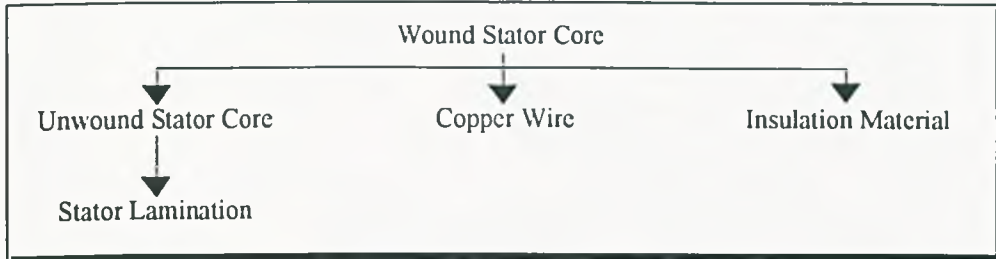 Wound Stator Core
Unwound Stator Core Copper Wire Insulation Material
Stator Lamination